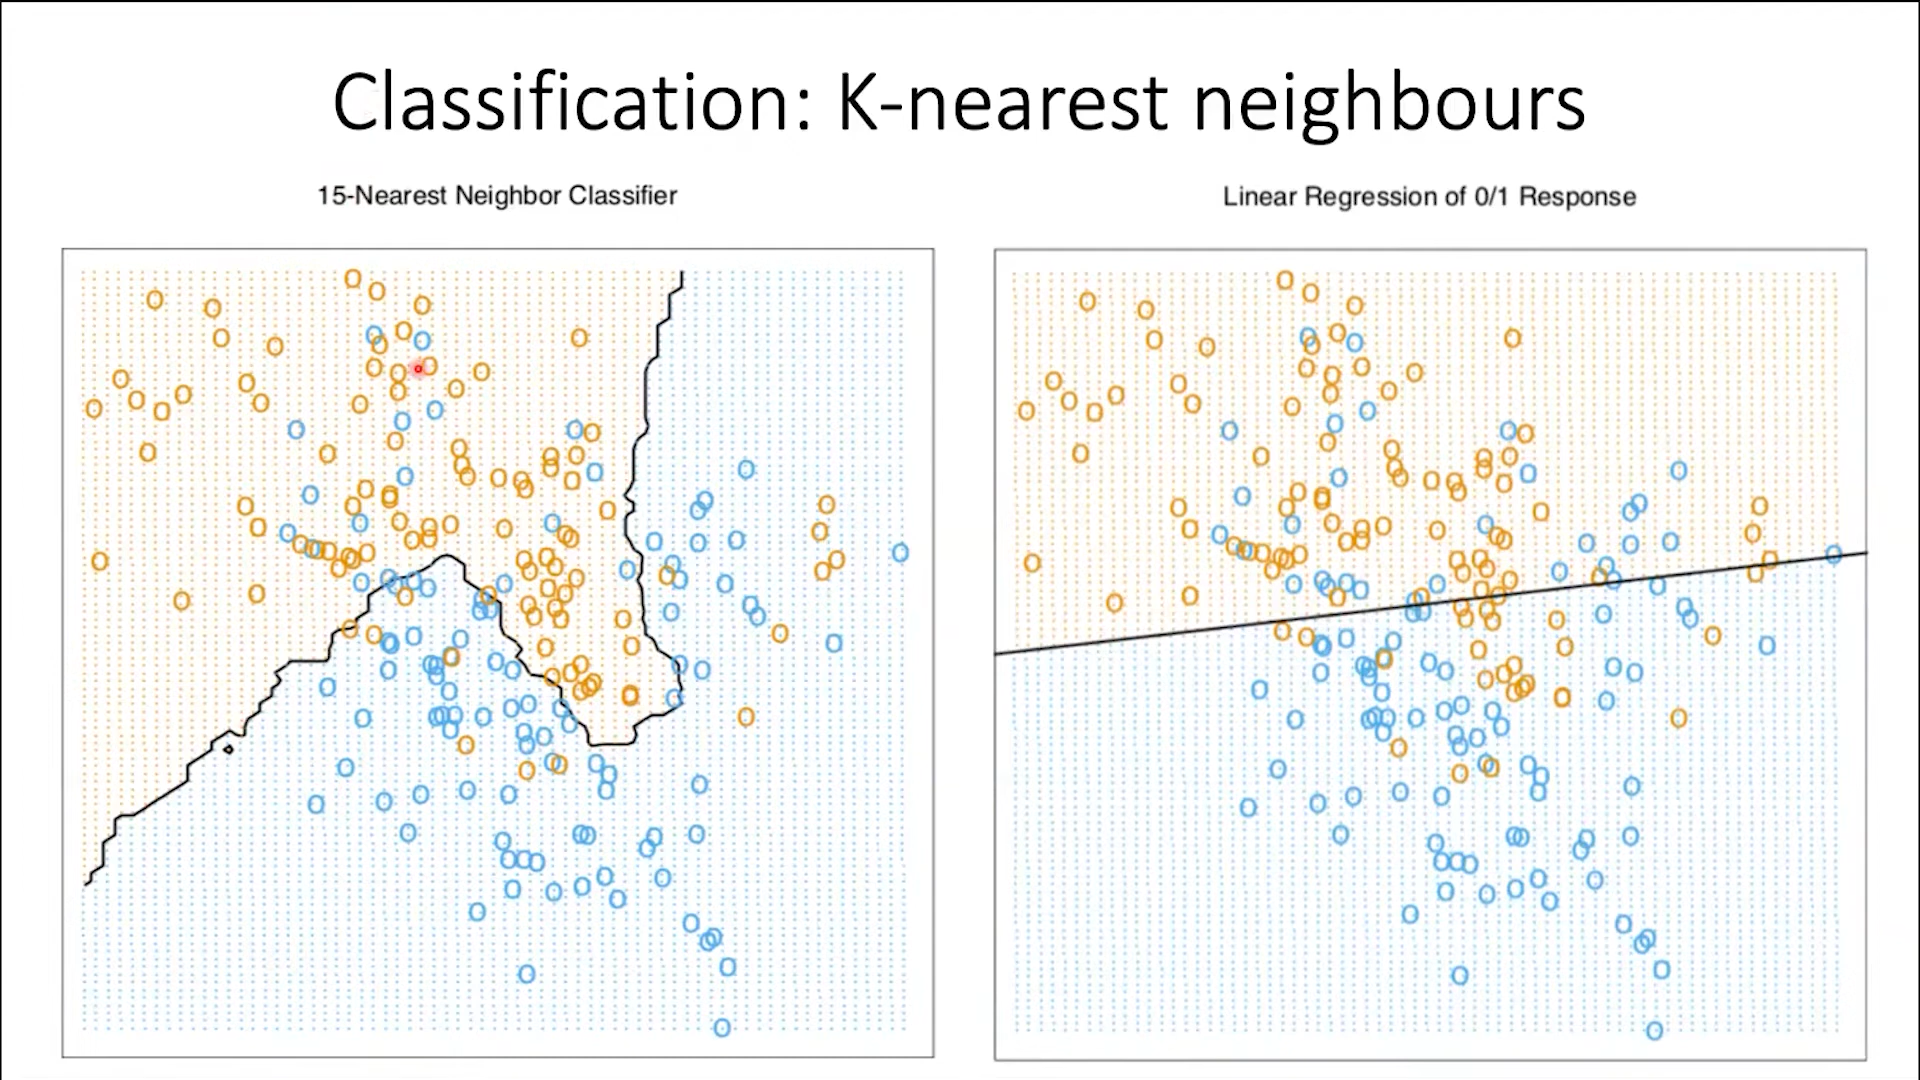 Classification: K-nearest neighbours
15-Nearest Neighbor Classifier
Linear Regression of 0/1 Response